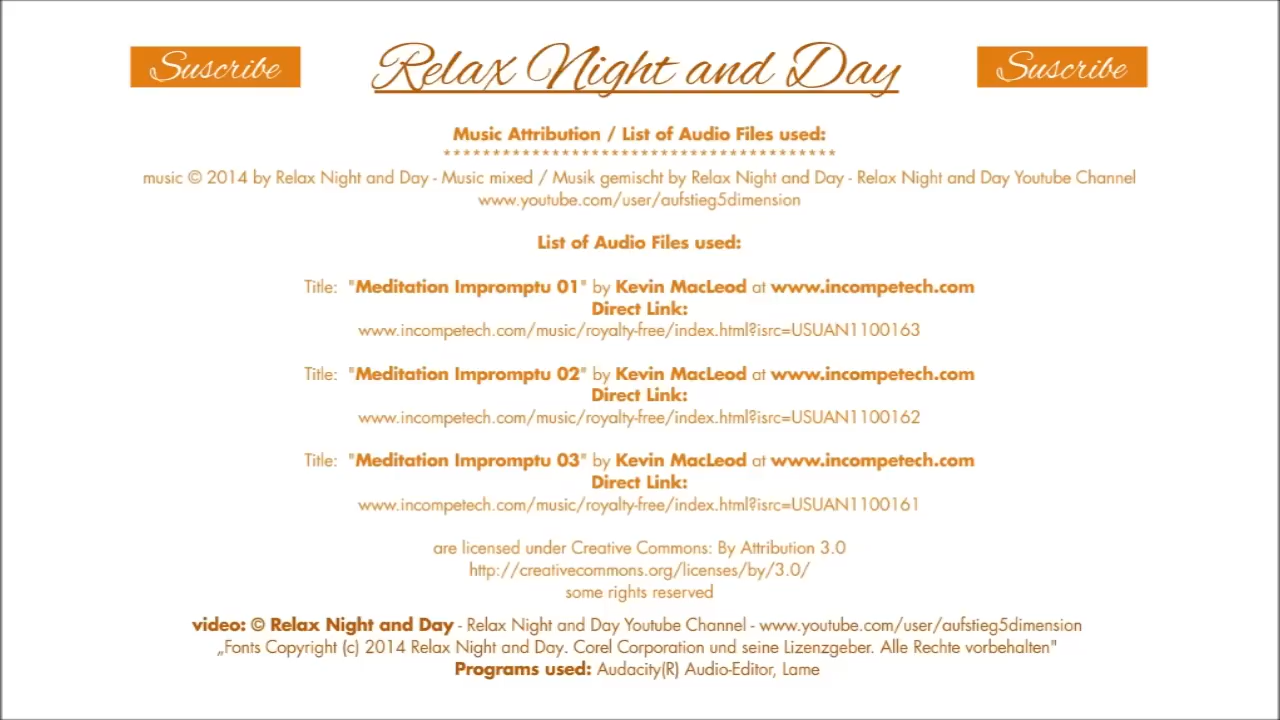 Suscribe Relax Night and Day Suscribe
Music Attribution / List of Audio Files used:
****************************************
music © 2014 by Relax Night and Day - Music mixed / Musik gemischt by Relax Night and Day - Relax Night and Day Youtube Channel
www.youtube.com/user/aufstieg5dimension
List of Audio Files used:
Title: "Meditation Impromptu 01" by Kevin MacLeod at www.incompetech.com
Direct Link:
www.incompetech.com/music/royalty-free/index.html?isrc=USUAN1100163
Title: "Meditation Impromptu 02" by Kevin MacLeod at www.incompetech.com
Direct Link:
www.incompetech.com/music/royalty-free/index.html?isrc=USUAN1100162
Title: "Meditation Impromptu 03" by Kevin MacLeod at www.incompetech.com
Direct Link:
www.incompetech.com/music/royalty-free/index.html?isrc=USUAN1100161
are licensed under Creative Commons: By Attribution 3.0
http://creativecommons.org/licenses/by/3.0/
some rights reserved
video: © Relax Night and Day - Relax Night and Day Youtube Channel - www.youtube.com/user/aufstieg5dimension
„Fonts Copyright (c) 2014 Relax Night and Day. Corel Corporation und seine Lizenzgeber. Alle Rechte vorbehalten"
Programs used: Audacity(R) Audio-Editor, Lame